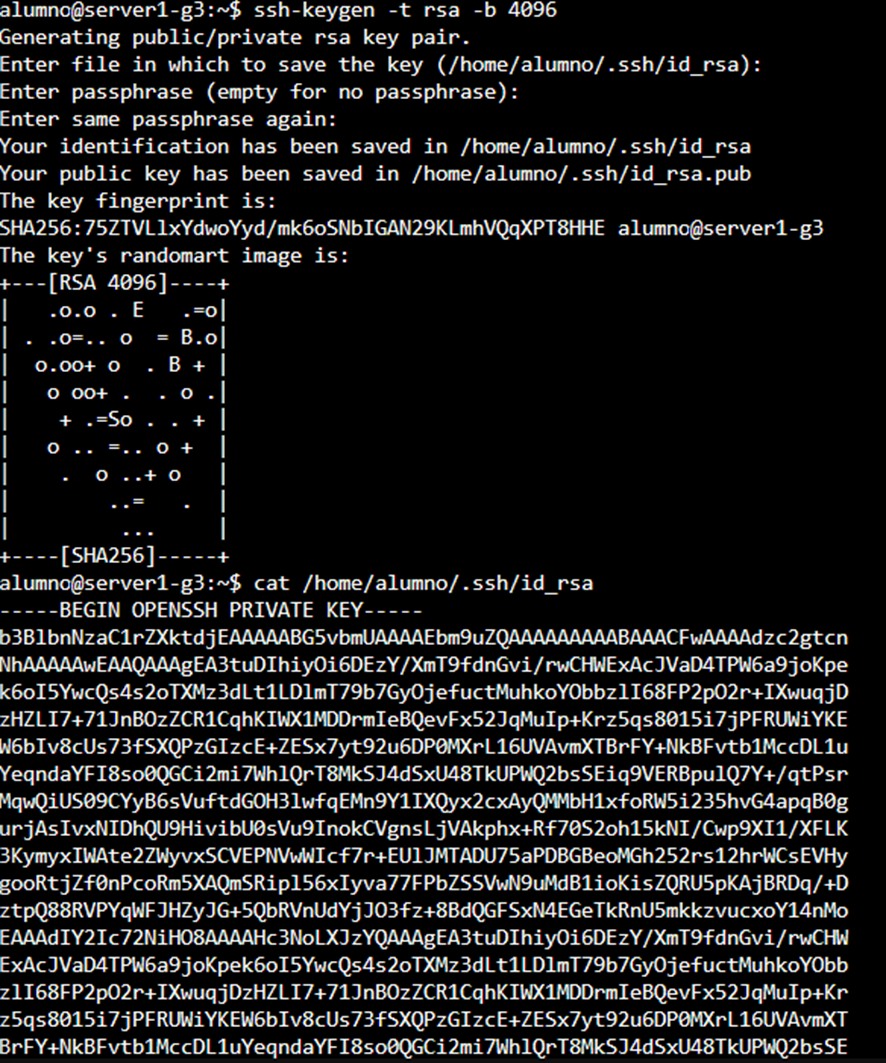 alumno@server1-g3:~$ ssh-keygen -t rsa -b 4096
Generating public/private rsa key pair.
Enter file in which to save the key (/home/alumno/.ssh/id_rsa):
Enter passphrase (empty for no passphrase):
Enter same passphrase again:
Your identification has been saved in /home/alumno/.ssh/id_rsa
Your public key has been saved in /home/alumno/.ssh/id_rsa.pub
The key fingerprint is:
SHA256:75ZTVLlxYdwoYyd/mk6oSNbIGAN29KLmhVQqXPT8HHE alumno@server1-g3
The key's randomart image is:
+---[RSA 4096]----+
|   .o.o . E   .=o|
| . .o=.. o  = B.o|
|  o.oo+ o  . B + |
|   o oo+ .  . o .|
|    + .=So . . + |
|   o .. =.. o +  |
|    .  o ..+ o   |
|        ..=   .  |
|         ...     |
+----[SHA256]-----+
alumno@server1-g3:~$ cat /home/alumno/.ssh/id_rsa
-----BEGIN OPENSSH PRIVATE KEY-----
b3BlbnNzaC1rZXktdjEAAAAABG5vbmUAAAAEbm9uZQAAAAAAAAABAAACFwAAAAdzc2gtcn
NhAAAAAwEAAQAAAgEA3tuDIhiyOi6DEzY/XmT9fdnGvi/rwCHWExAcJVaD4TPW6a9joKpe
k6oI5YwcQs4s2oTXMz3dLt1LDlmT79b7GyOjefuctMuhkoYObbzlI68FP2pO2r+IXwuqjD
zHZLI7+71JnBOzZCR1CqhKIWX1MDDrmIeBQevFx52JqMuIp+Krz5qs8015i7jPFRUWiYKE
W6bIv8cUs73fSXQPzGIzcE+ZESx7yt92u6DP0MXrL16UVAvmXTBrFY+NkBFvtb1MccDL1u
YeqndaYFI8so0QGCi2mi7WhlQrT8MkSJ4dSxU48TkUPWQ2bsSEiq9VERBpulQ7Y+/qtPsr
MqwQiUS09CYyB6sVuftdGOH3lwfqEMn9Y1IXQyx2cxAyQMMbH1xfoRW5i235hvG4apqB0g
urjAsIvxNIDhQU9HivibU0sVu9InokCVgnsLjVAkphx+Rf70S2oh15kNI/Cwp9XI1/XFLK
3KymyxIWAte2ZWyvxSCVEPNVwWIcf7r+EUlJMTADU75aPDBGBeoMGh252rs12hrWCsEVHy
gooRtjZf0nPcoRm5XAQmSRipl56xIyva77FPbZSSVwN9uMdB1ioKisZQRU5pKAjBRDq/+D
ztpQ88RVPYqWFJHZyJG+5QbRVnUdYjJO3fz+8BdQGFSxN4EGeTkRnU5mkkzvucxoY14nMo
EAAAdIY2Ic72NiHO8AAAAHc3NoLXJzYQAAAgEA3tuDIhiyOi6DEzY/XmT9fdnGvi/rwCHW
ExAcJVaD4TPW6a9joKpek6oI5YwcQs4s2oTXMz3dLt1LDlmT79b7GyOjefuctMuhkoYObb
zlI68FP2pO2r+IXwuqjDzHZLI7+71JnBOzZCR1CqhKIWX1MDDrmIeBQevFx52JqMuIp+Kr
z5qs8015i7jPFRUWiYKEW6bIv8cUs73fSXQPzGIzcE+ZESx7yt92u6DP0MXrL16UVAvmXT
BrFY+NkBFvtb1MccDL1uYeqndaYFI8so0QGCi2mi7WhlQrT8MkSJ4dSxU48TkUPWQ2bsSE